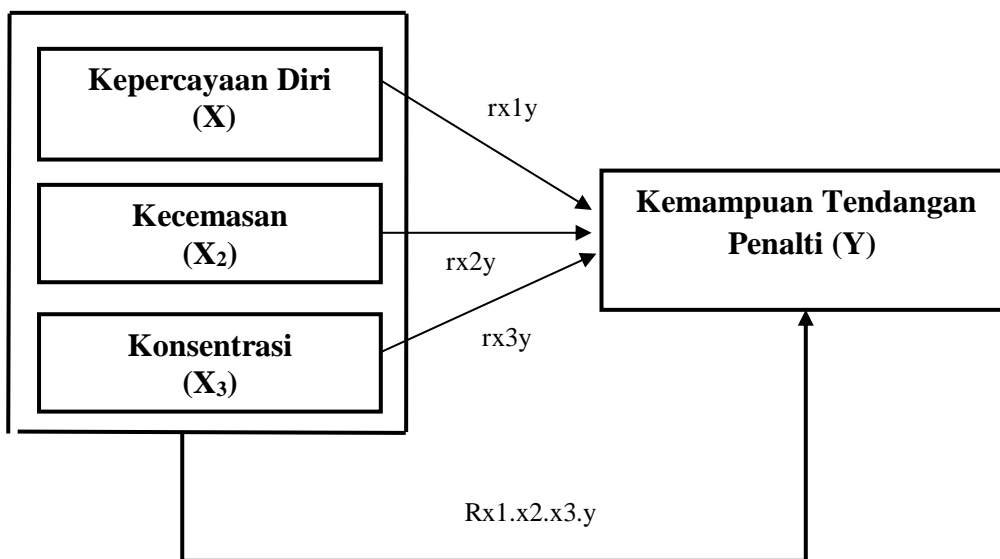 Kepercayaan Diri
(X)
rx1y
Kecemasan
(X₂)
rx2y
Konsentrasi
(X₃)
rx3y
Kemampuan Tendangan
Penalti (Y)
Rx1.x2.x3.y